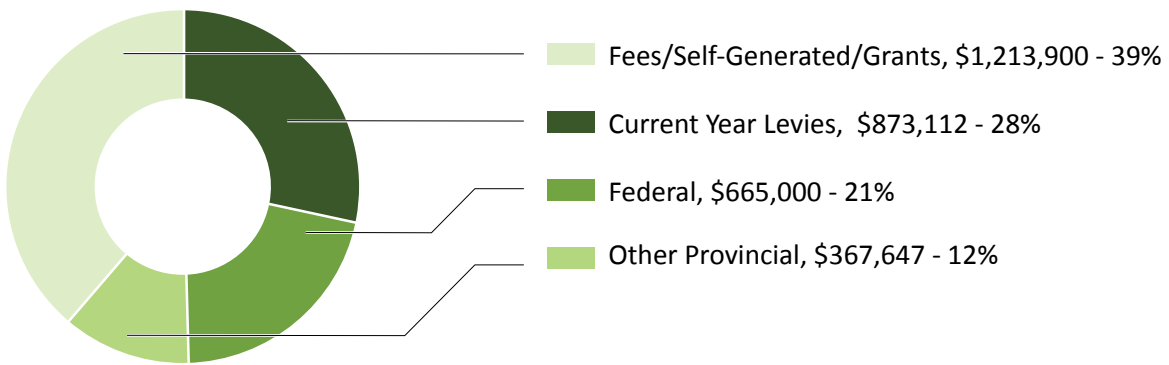 Fees/Self-Generated/Grants, $1,213,900 - 39%
Current Year Levies,  $873,112 - 28%
Federal, $665,000 - 21%
Other Provincial, $367,647 - 12%